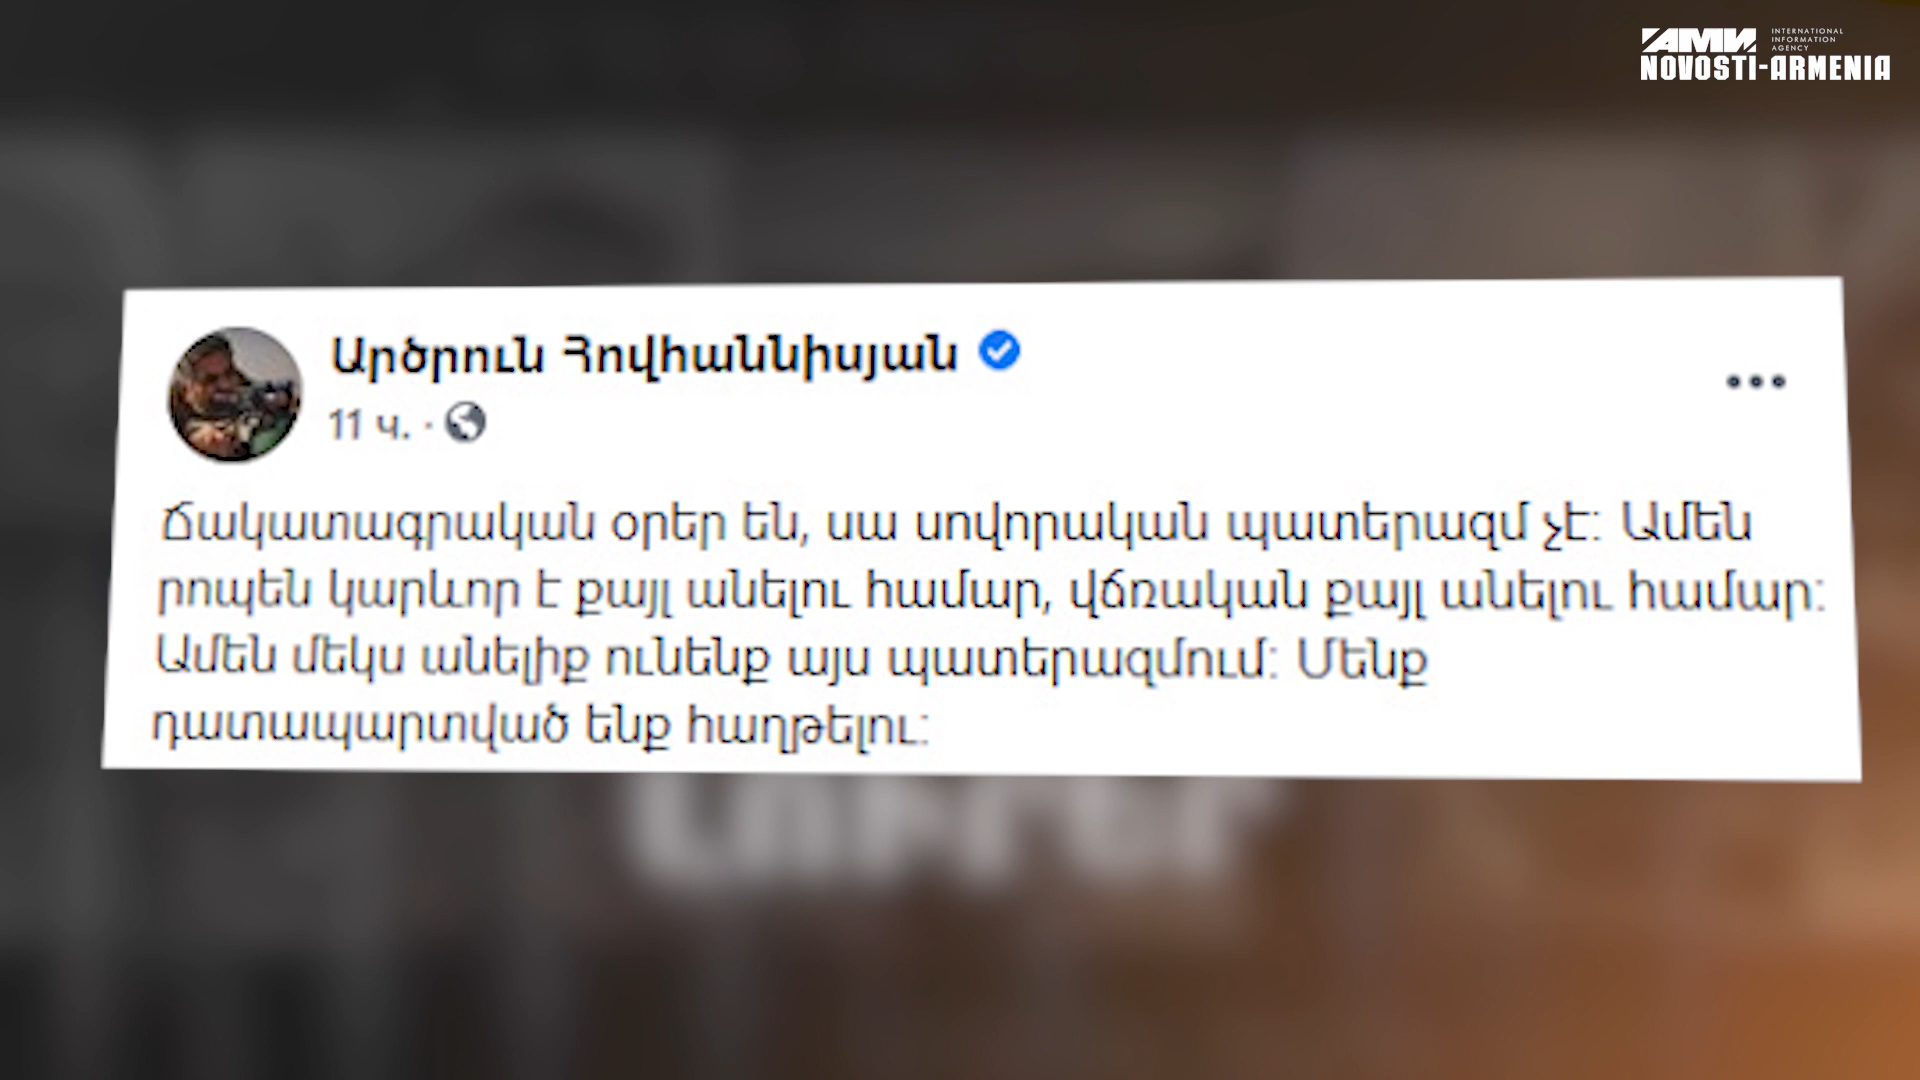 АМИ INTERNATIONAL
INFORMATION
AGENCY
NOVOSTI-ARMENIA
Արծրուն Հովհաննիսյան
11 ч. ·
Ճակատագրական օրեր են, սա սովորական պատերազմ չէ: Ամեն
րոպեն կարևոր է քայլ անելու համար, վճռական քայլ անելու համար:
Ամեն մեկս անելիք ունենք այս պատերազմում: Մենք
դատապարտված ենք հաղթելու: